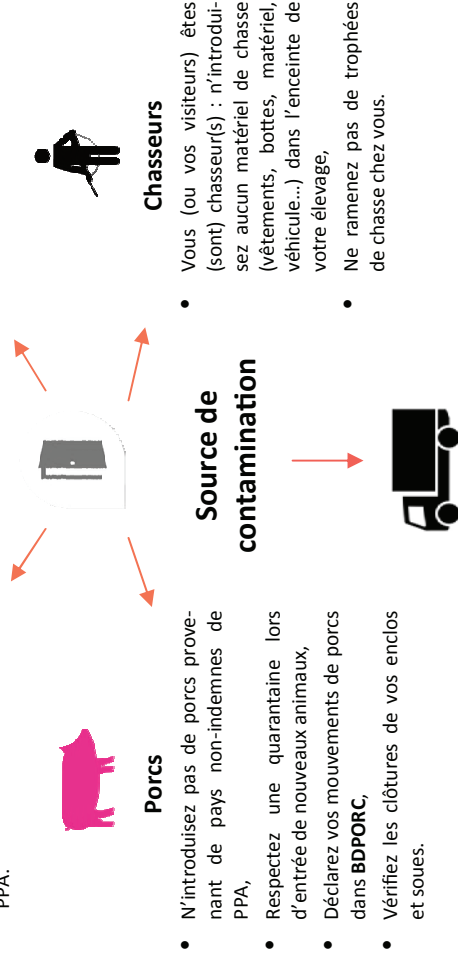 PPA.
Porcs
• N'introduisez pas de porcs prove-
nant de pays non-indemnes de
PPA,
• Respectez une quarantaine lors
d'entrée de nouveaux animaux,
• Déclarez vos mouvements de porcs
dans BDPORC,
• Vérifiez les clôtures de vos enclos
et soues.
Source de
contamination
Chasseurs
• Vous (ou vos visiteurs) êtes
(sont) chasseur(s) : n'introdui-
sez aucun matériel de chasse
(vêtements, bottes, matériel,
véhicule...) dans l'enceinte de
votre élevage,
• Ne ramenez pas de trophées
de chasse chez vous.